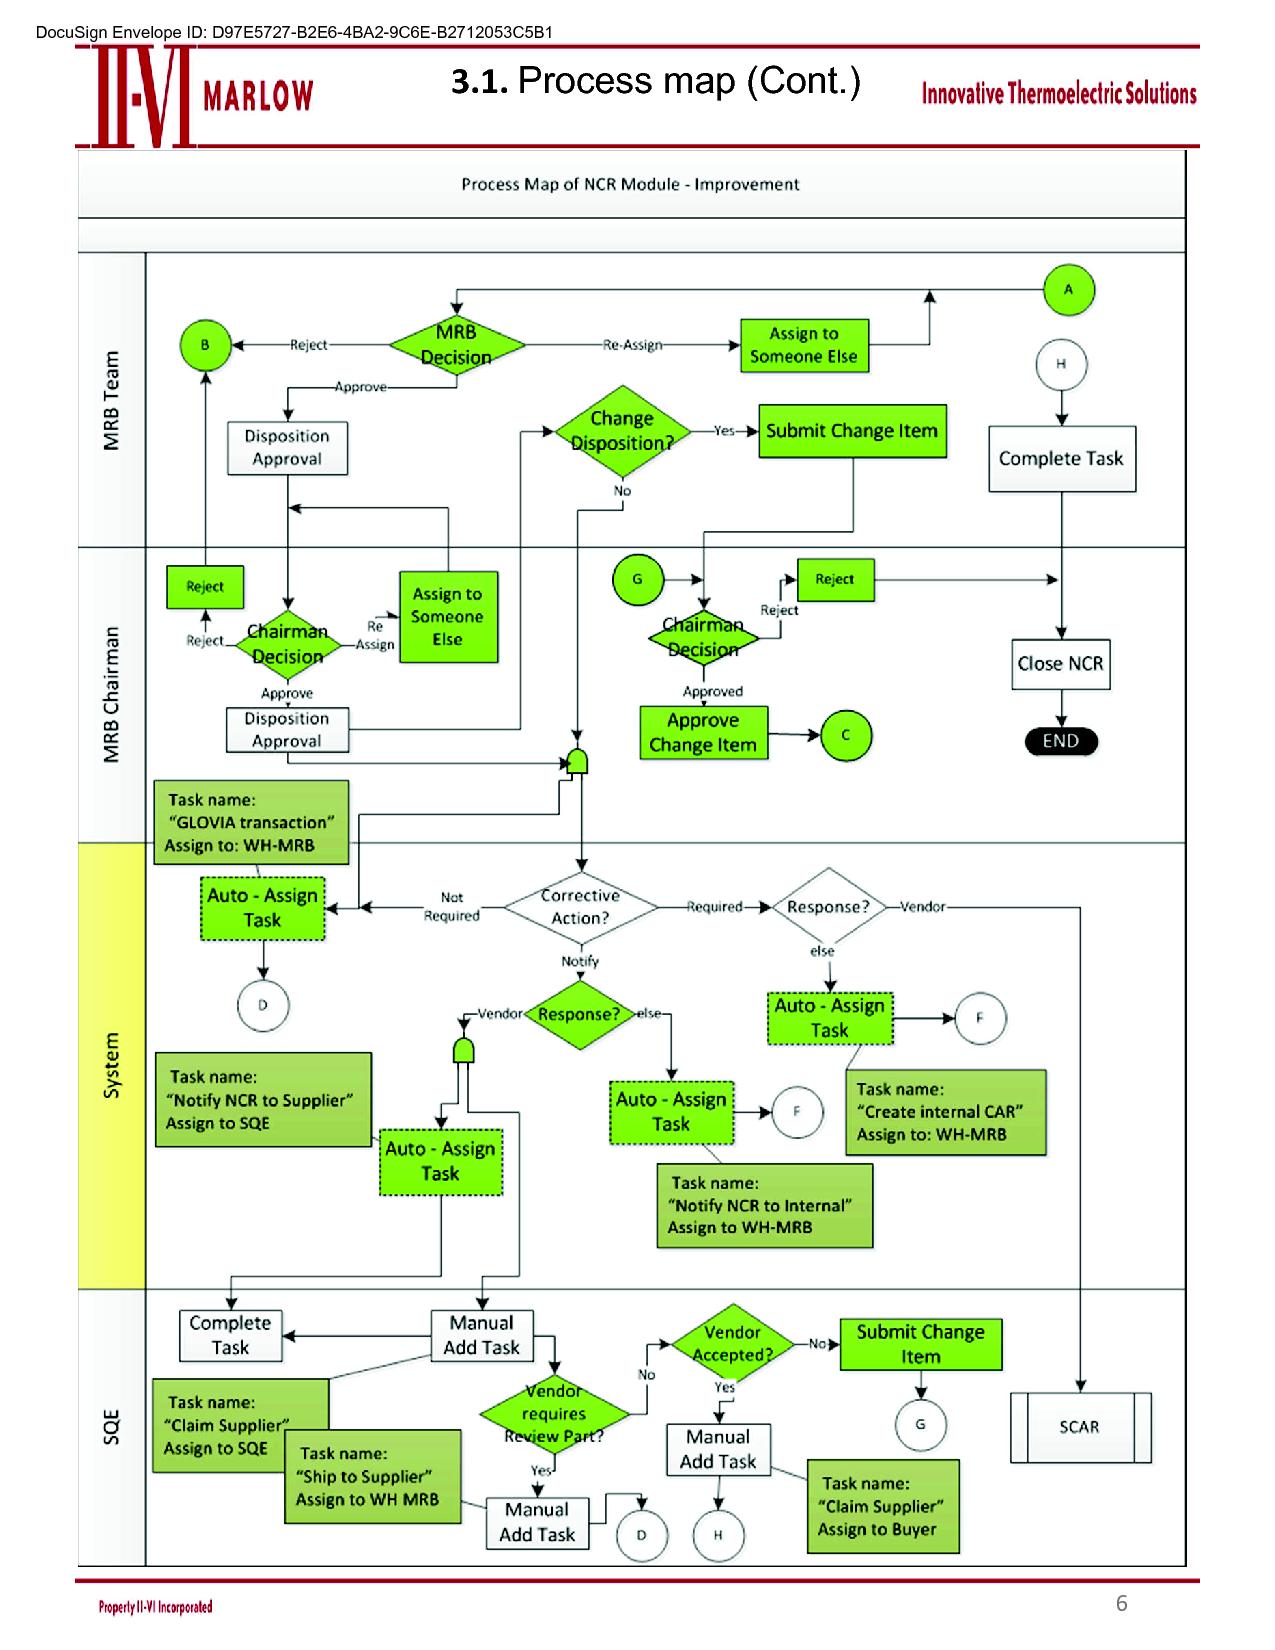 DocuSign Envelope ID: D97E5727-B2E6-4BA2-9C6E-B2712053C5B1
II-VI MARLOW
3.1. Process map (Cont.)
Innovative Thermoelectric Solutions
Process Map of NCR Module - Improvement
MRB Team
A
B
Reject
MRB
Decision
Re-Assign
Assign to
Someone Else
H
Approve
Disposition
Approval
Change
Disposition?
Yes
Submit Change Item
Complete Task
No
MRB Chairman
Reject
Reject
Chairman
Decision
Re
Assign
Assign to
Someone
Else
G
Reject
Reject
Chairman
Decision
Close NCR
Approve
Approved
Disposition
Approval
Approve
Change Item
C
END
Task name:
“GLOVIA transaction”
Assign to: WH-MRB
System
Auto - Assign
Task
Not
Required
Corrective
Action?
Required
Response?
Vendor
else
Notify
D
Vendor
Response?
else
Auto - Assign
Task
F
Task name:
“Notify NCR to Supplier”
Assign to SQE
Auto - Assign
Task
F
Task name:
“Create internal CAR”
Assign to: WH-MRB
Auto - Assign
Task
Task name:
“Notify NCR to Internal”
Assign to WH-MRB
SQE
Complete
Task
Manual
Add Task
Vendor
Accepted?
No
Submit Change
Item
No
Yes
Task name:
“Claim Supplier”
Assign to SQE
Vendor
requires
Review Part?
G
SCAR
Manual
Add Task
Task name:
“Ship to Supplier”
Assign to WH MRB
Yes
Manual
Add Task
D
H
Task name:
“Claim Supplier”
Assign to Buyer
Property II-VI Incorporated
6